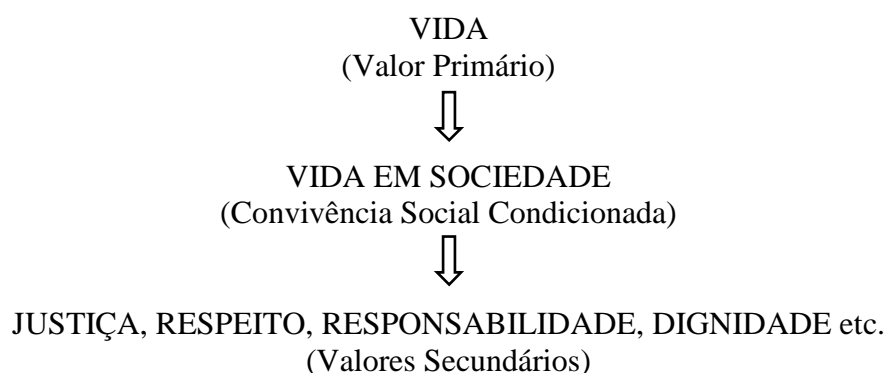 VIDA
(Valor Primário)
VIDA EM SOCIEDADE
(Convivência Social Condicionada)
JUSTIÇA, RESPEITO, RESPONSABILIDADE, DIGNIDADE etc.
(Valores Secundários)